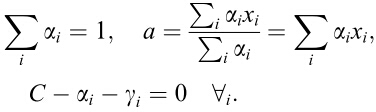 ∑_i α_i = 1, a = (∑_i α_i x_i) / (∑_i α_i) = ∑_i α_i x_i,
C − α_i − γ_i = 0 ∀i.